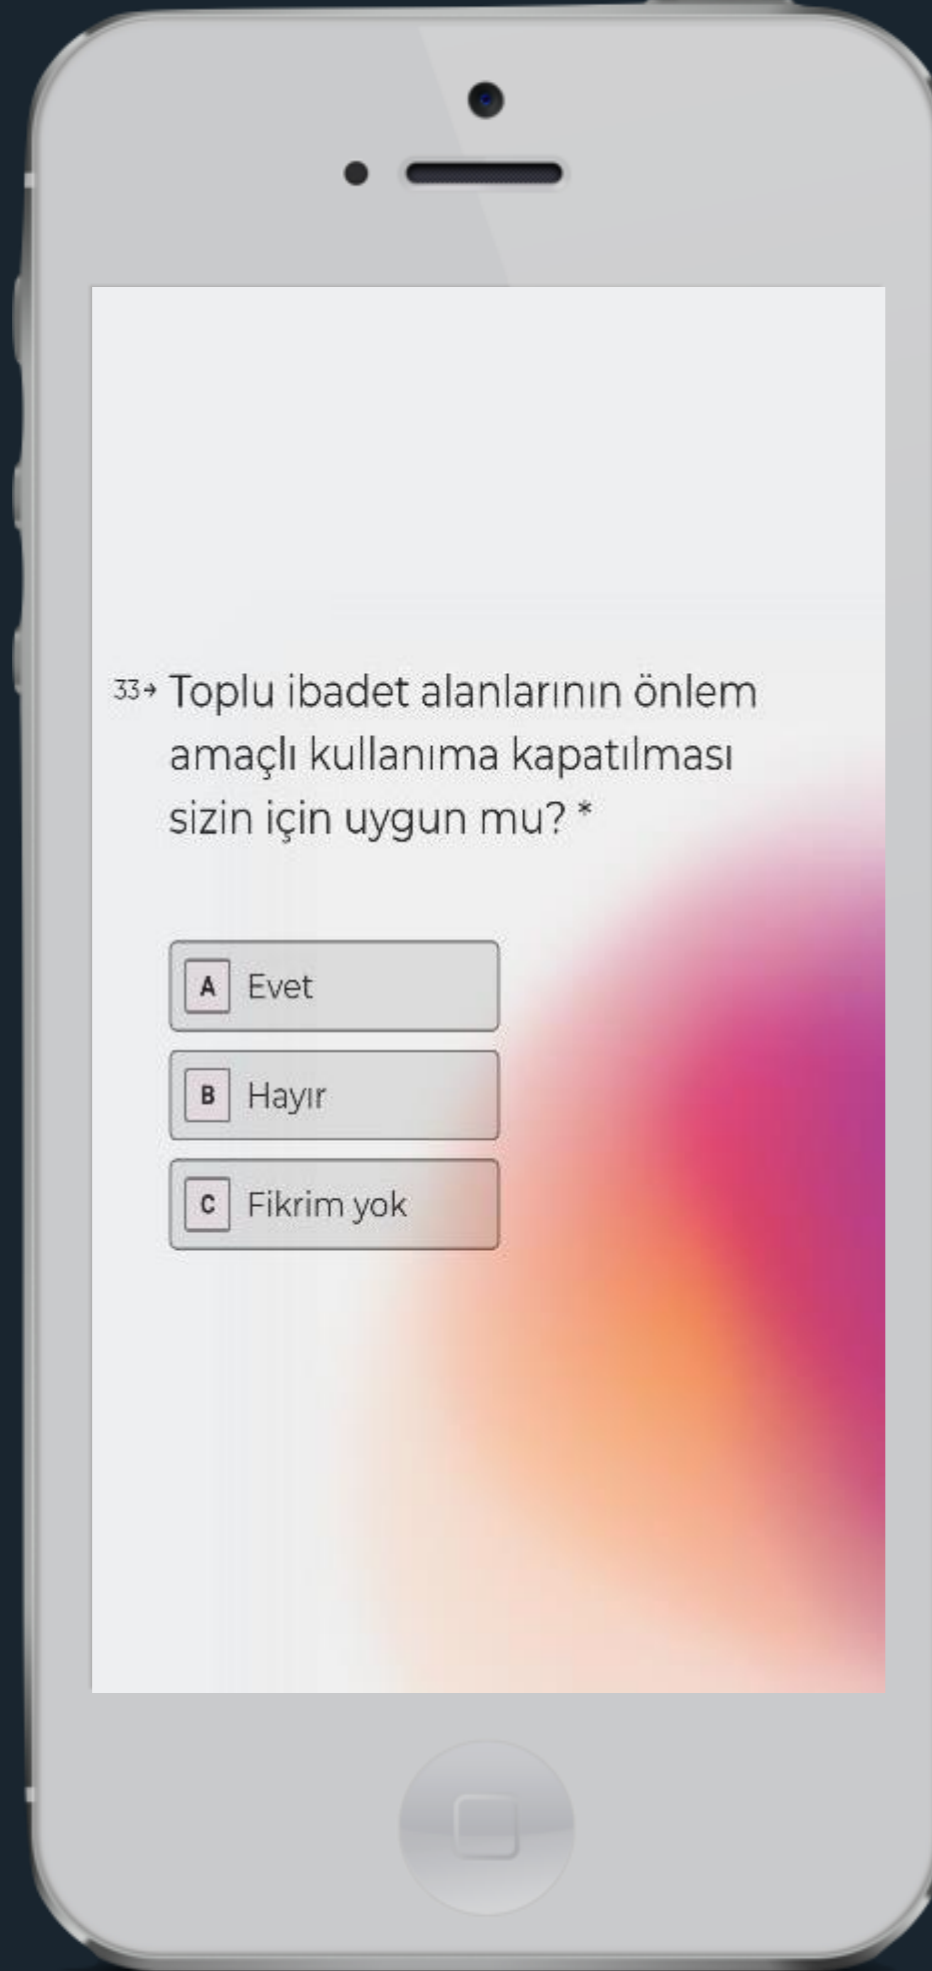 33→ Toplu ibadet alanlarının önlem
amaçlı kullanıma kapatılması
sizin için uygun mu? *
A Evet
B Hayır
C Fikrim yok